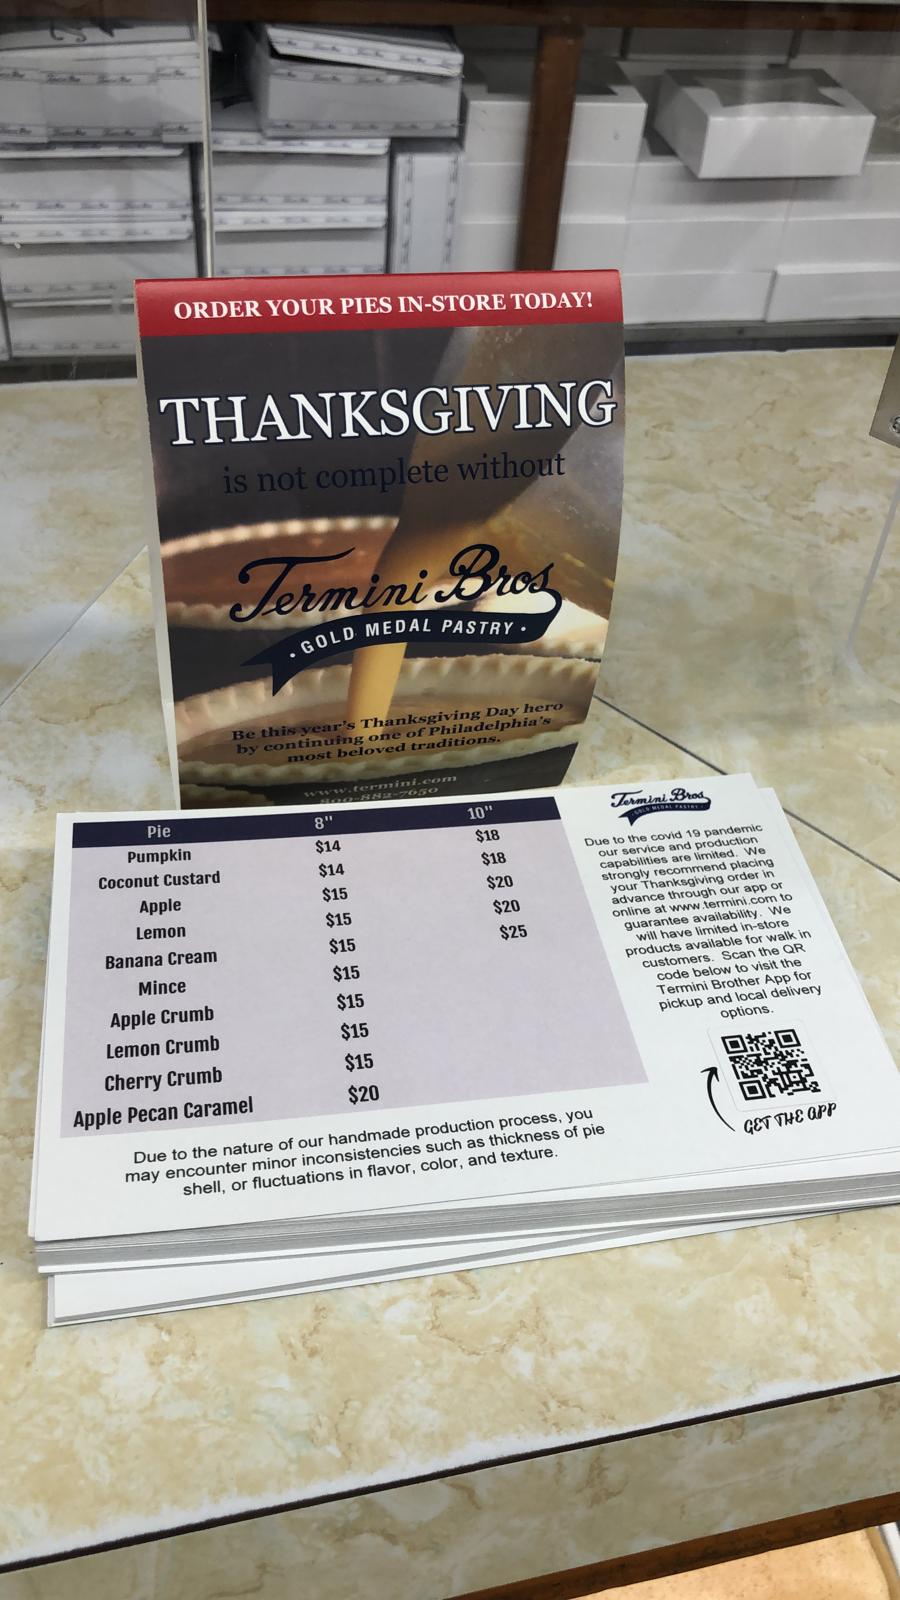 ORDER YOUR PIES IN-STORE TODAY!
THANKSGIVING
is not complete without
Termini Bros
· GOLD MEDAL PASTRY ·
Be this year's Thanksgiving Day hero
by continuing one of Philadelphia's
most beloved traditions.
www.termini.com
800-882-7650
Pie 8" 10"
Pumpkin $14 $18
Coconut Custard $14 $18
Apple $15 $20
Lemon $15 $20
Banana Cream $15 $25
Mince $15
Apple Crumb $15
Lemon Crumb $15
Cherry Crumb $15
Apple Pecan Caramel $20
Due to the nature of our handmade production process, you
may encounter minor inconsistencies such as thickness of pie
shell, or fluctuations in flavor, color, and texture.
Termini Bros
GOLD MEDAL PASTRY
Due to the covid 19 pandemic
our service and production
capabilities are limited. We
strongly recommend placing
your Thanksgiving order in
advance through our app or
online at www.termini.com to
guarantee availability. We
will have limited in-store
products available for walk in
customers. Scan the QR
code below to visit the
Termini Brother App for
pickup and local delivery
options.
GET THE APP